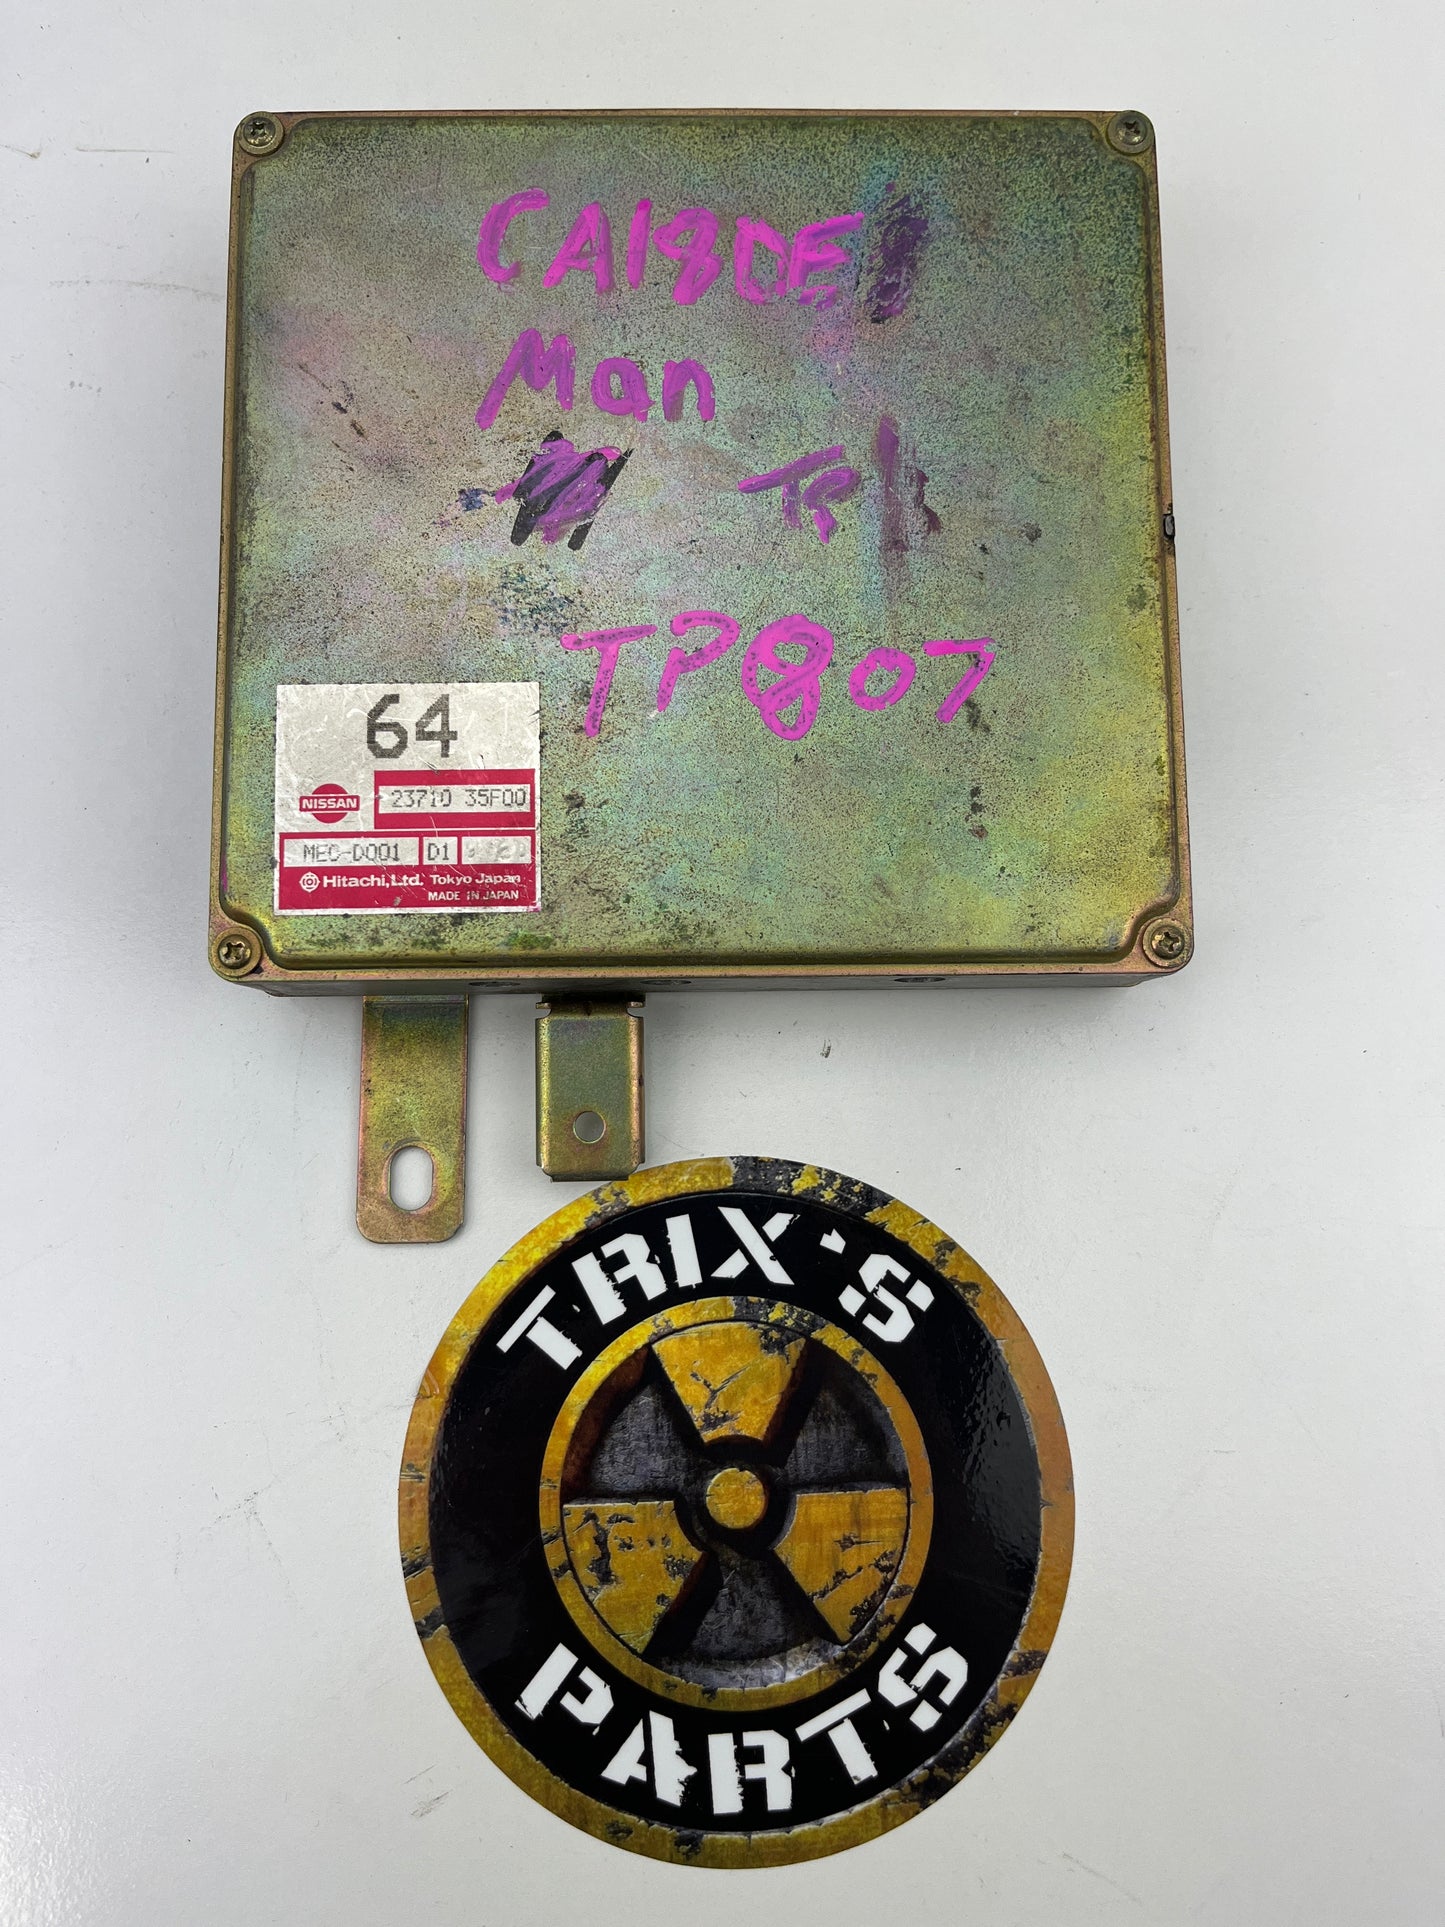 CA18DE
Man
TR
TP807
64
NISSAN
23710 35F00
MEC-D001 D1
Hitachi, Ltd. Tokyo Japan
MADE IN JAPAN
TRIX'S
PARTS